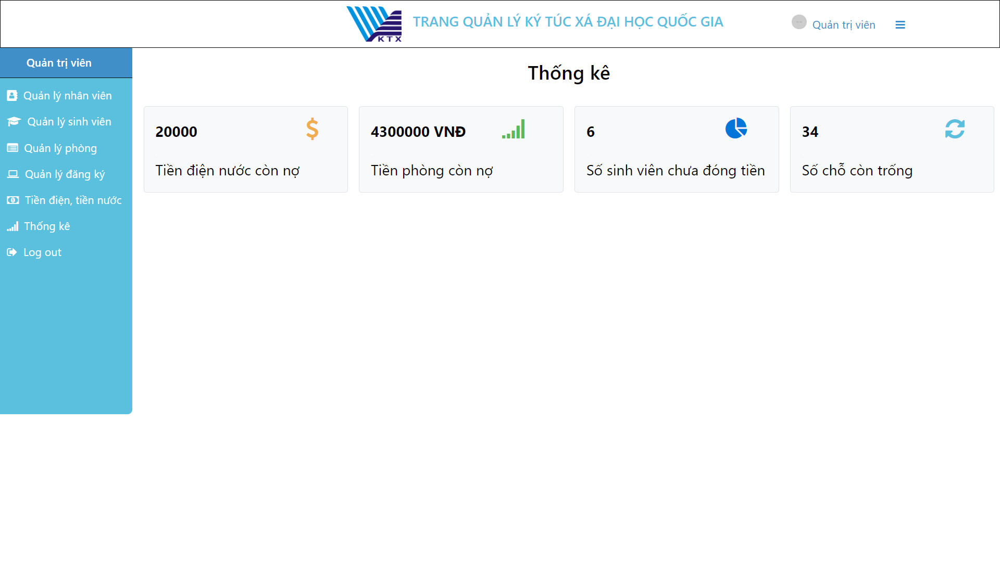 KTX
TRANG QUẢN LÝ KÝ TÚC XÁ ĐẠI HỌC QUỐC GIA
Quản trị viên
Quản trị viên
Quản lý nhân viên
Quản lý sinh viên
Quản lý phòng
Quản lý đăng ký
Tiền điện, tiền nước
Thống kê
Log out
Thống kê
20000
Tiền điện nước còn nợ
4300000 VNĐ
Tiền phòng còn nợ
6
Số sinh viên chưa đóng tiền
34
Số chỗ còn trống